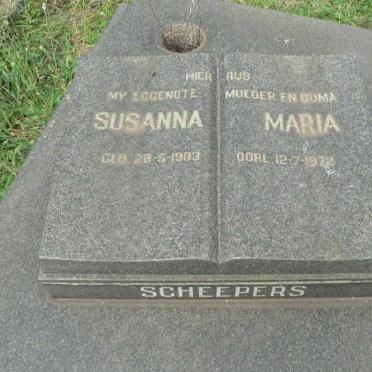 HIER RUS
MY EGGENOTE MOEDER EN OUMA
SUSANNA MARIA
GEB. 28-5-1903 OORL. 12-7-1972
SCHEEPERS